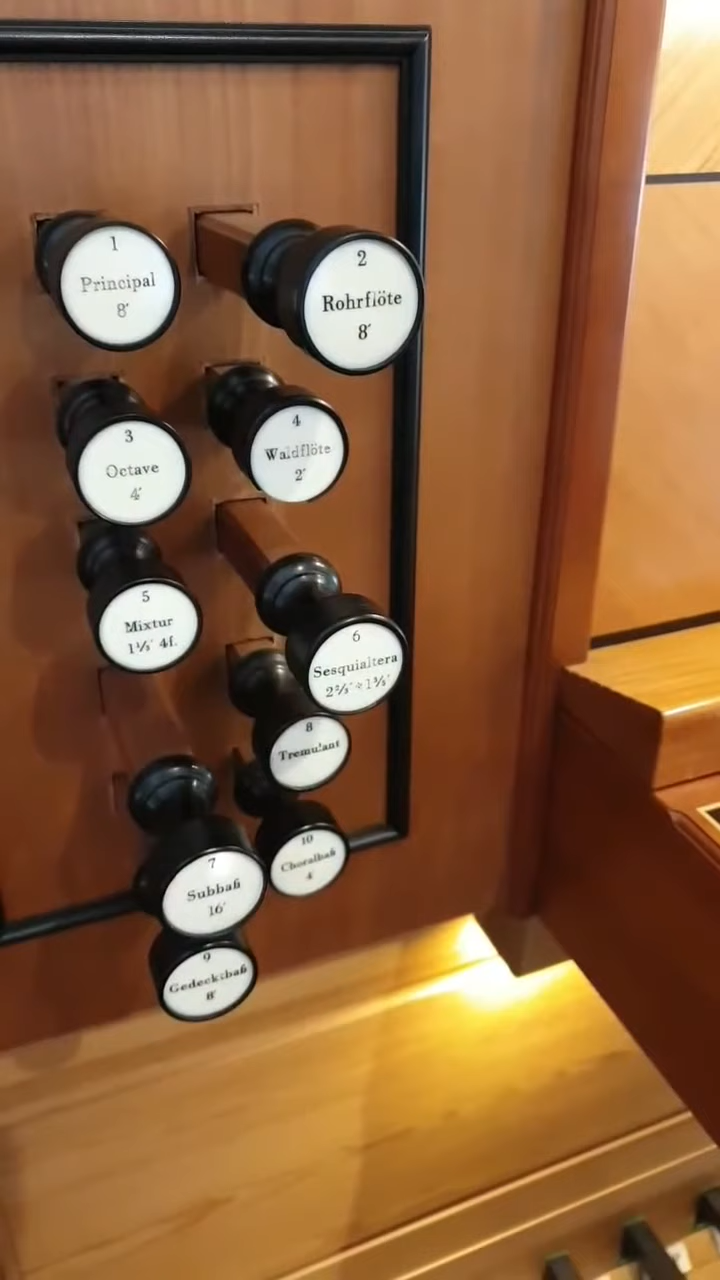 1
Principal
8'
2
Rohrflöte
8'
3
Octave
4'
4
Waldflöte
2'
5
Mixtur
1⅓' 4f.
6
Sesquialtera
2⅔' + 1⅗'
8
Tremulant
7
Subbaß
16'
10
Choralbaß
4'
9
Gedecktbaß
8'